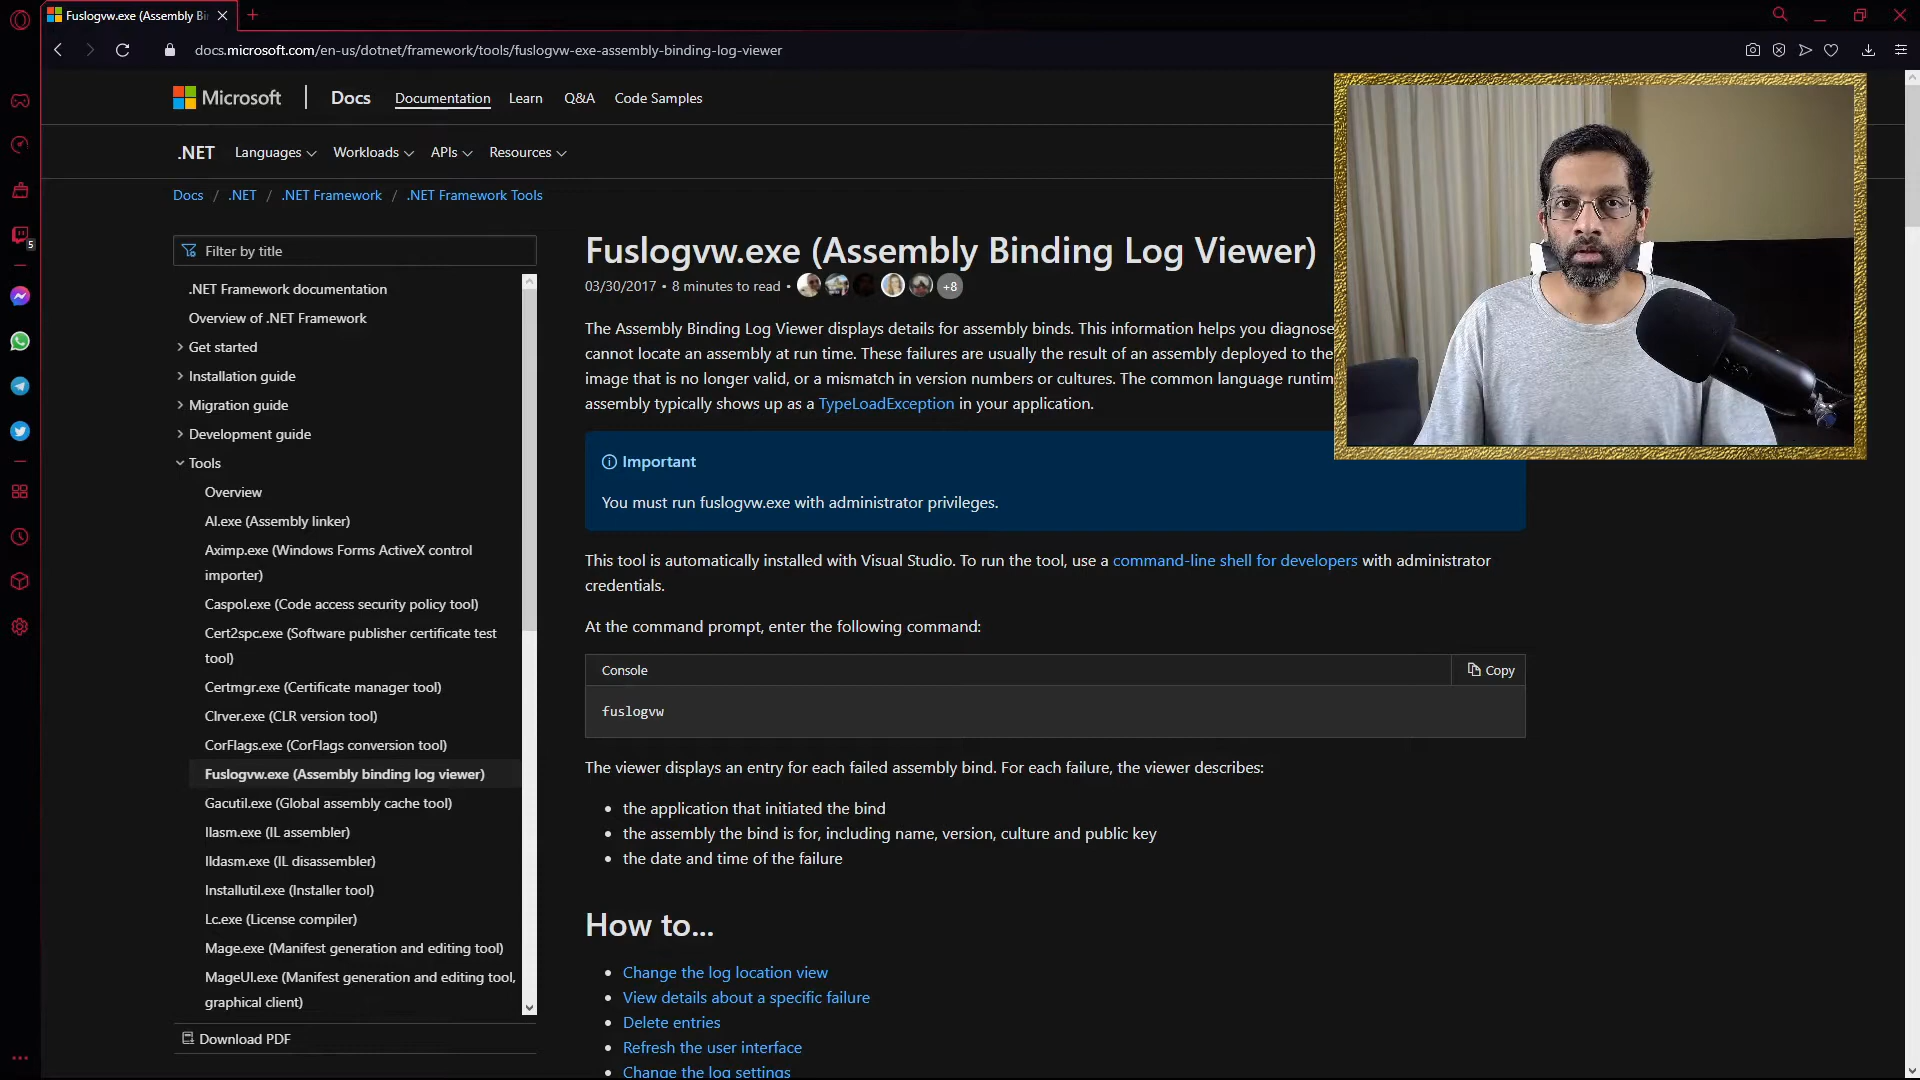 Fuslogvw.exe (Assembly Bi
docs.microsoft.com/en-us/dotnet/framework/tools/fuslogvw-exe-assembly-binding-log-viewer
Microsoft
Docs
Documentation
Learn
Q&A
Code Samples
.NET
Languages
Workloads
APIs
Resources
Docs / .NET / .NET Framework / .NET Framework Tools
5
Filter by title
.NET Framework documentation
Overview of .NET Framework
Get started
Installation guide
Migration guide
Development guide
Tools
Overview
Al.exe (Assembly linker)
Aximp.exe (Windows Forms ActiveX control
importer)
Caspol.exe (Code access security policy tool)
Cert2spc.exe (Software publisher certificate test
tool)
Certmgr.exe (Certificate manager tool)
Clrver.exe (CLR version tool)
CorFlags.exe (CorFlags conversion tool)
Fuslogvw.exe (Assembly binding log viewer)
Gacutil.exe (Global assembly cache tool)
Ilasm.exe (IL assembler)
Ildasm.exe (IL disassembler)
Installutil.exe (Installer tool)
Lc.exe (License compiler)
Mage.exe (Manifest generation and editing tool)
MageUI.exe (Manifest generation and editing tool,
graphical client)
Download PDF
Fuslogvw.exe (Assembly Binding Log Viewer)
03/30/2017 • 8 minutes to read • +8
The Assembly Binding Log Viewer displays details for assembly binds. This information helps you diagnose
cannot locate an assembly at run time. These failures are usually the result of an assembly deployed to the
image that is no longer valid, or a mismatch in version numbers or cultures. The common language runtim
assembly typically shows up as a TypeLoadException in your application.
Important
You must run fuslogvw.exe with administrator privileges.
This tool is automatically installed with Visual Studio. To run the tool, use a command-line shell for developers with administrator
credentials.
At the command prompt, enter the following command:
Console
Copy
fuslogvw
The viewer displays an entry for each failed assembly bind. For each failure, the viewer describes:
• the application that initiated the bind
• the assembly the bind is for, including name, version, culture and public key
• the date and time of the failure
How to...
• Change the log location view
• View details about a specific failure
• Delete entries
• Refresh the user interface
• Change the log settings